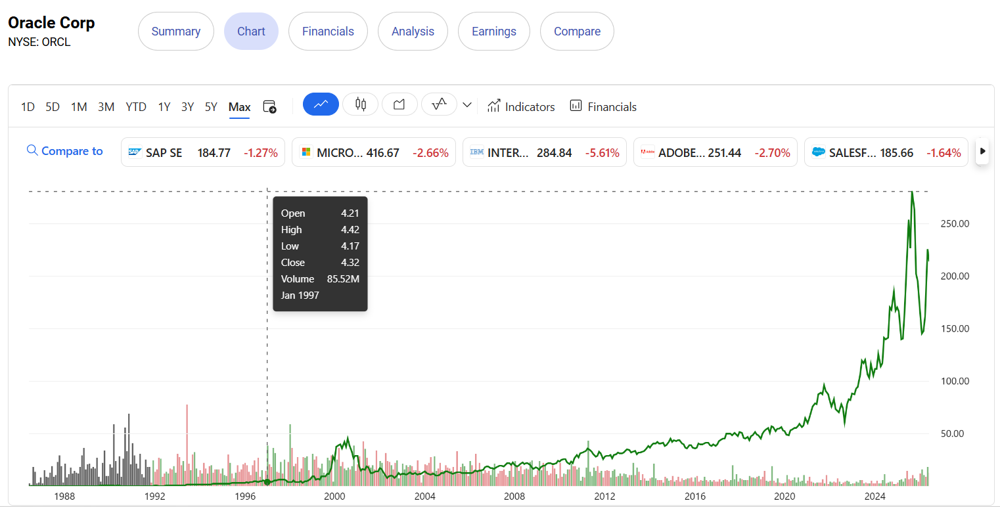 Oracle Corp
NYSE: ORCL
Summary
Chart
Financials
Analysis
Earnings
Compare
1D 5D 1M 3M YTD 1Y 3Y 5Y Max
Indicators
Financials
Compare to
SAP SAP SE 184.77 -1.27%
MICRO... 416.67 -2.66%
IBM INTER... 284.84 -5.61%
ADOBE... 251.44 -2.70%
SALESF... 185.66 -1.64%
Open 4.21
High 4.42
Low 4.17
Close 4.32
Volume 85.52M
Jan 1997
250.00
200.00
150.00
100.00
50.00
1988 1992 1996 2000 2004 2008 2012 2016 2020 2024